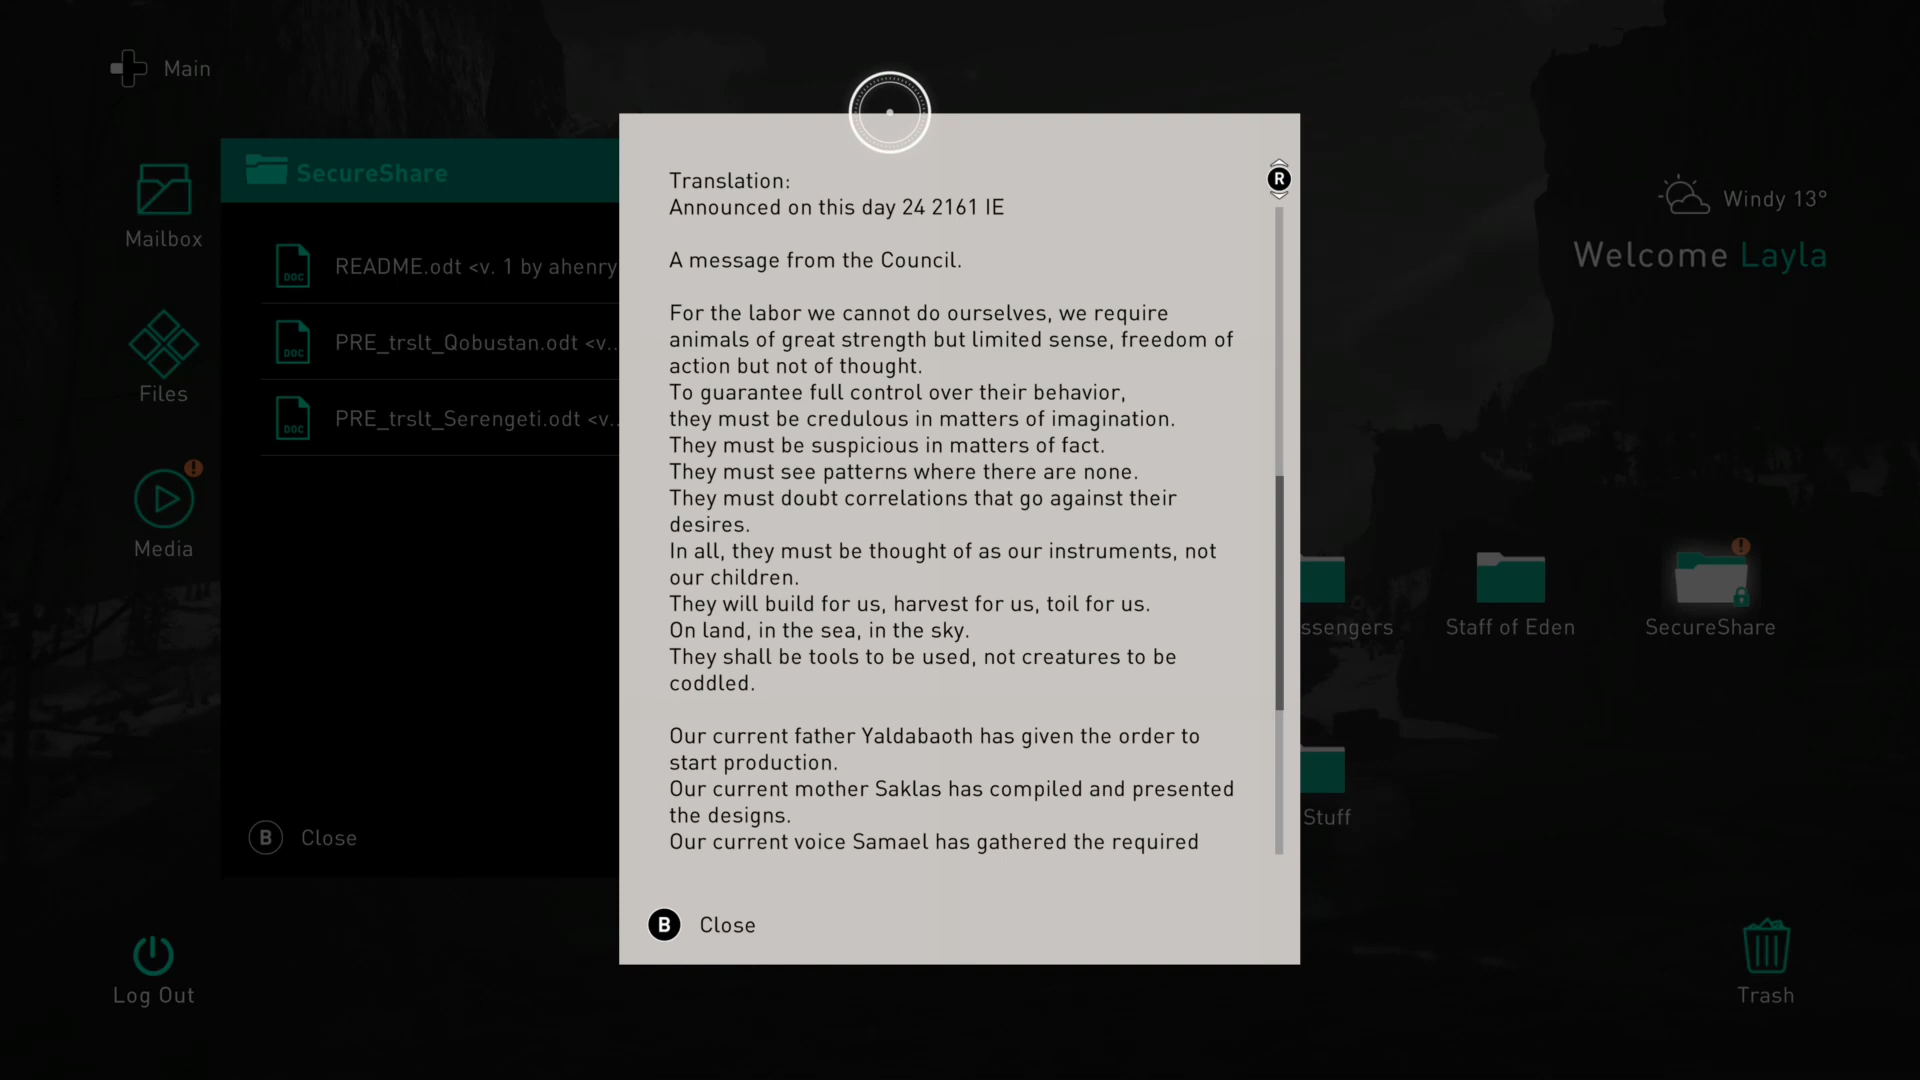 Main
Mailbox
Files
Media
Log Out
SecureShare
DOC
README.odt <v. 1 by ahenry
DOC
PRE_trslt_Qobustan.odt <v..
DOC
PRE_trslt_Serengeti.odt <v..
B Close
Translation:
Announced on this day 24 2161 IE
A message from the Council.
For the labor we cannot do ourselves, we require
animals of great strength but limited sense, freedom of
action but not of thought.
To guarantee full control over their behavior,
they must be credulous in matters of imagination.
They must be suspicious in matters of fact.
They must see patterns where there are none.
They must doubt correlations that go against their
desires.
In all, they must be thought of as our instruments, not
our children.
They will build for us, harvest for us, toil for us.
On land, in the sea, in the sky.
They shall be tools to be used, not creatures to be
coddled.
Our current father Yaldabaoth has given the order to
start production.
Our current mother Saklas has compiled and presented
the designs.
Our current voice Samael has gathered the required
R
B Close
Windy 13°
Welcome Layla
ssengers
Staff of Eden
SecureShare
Stuff
Trash